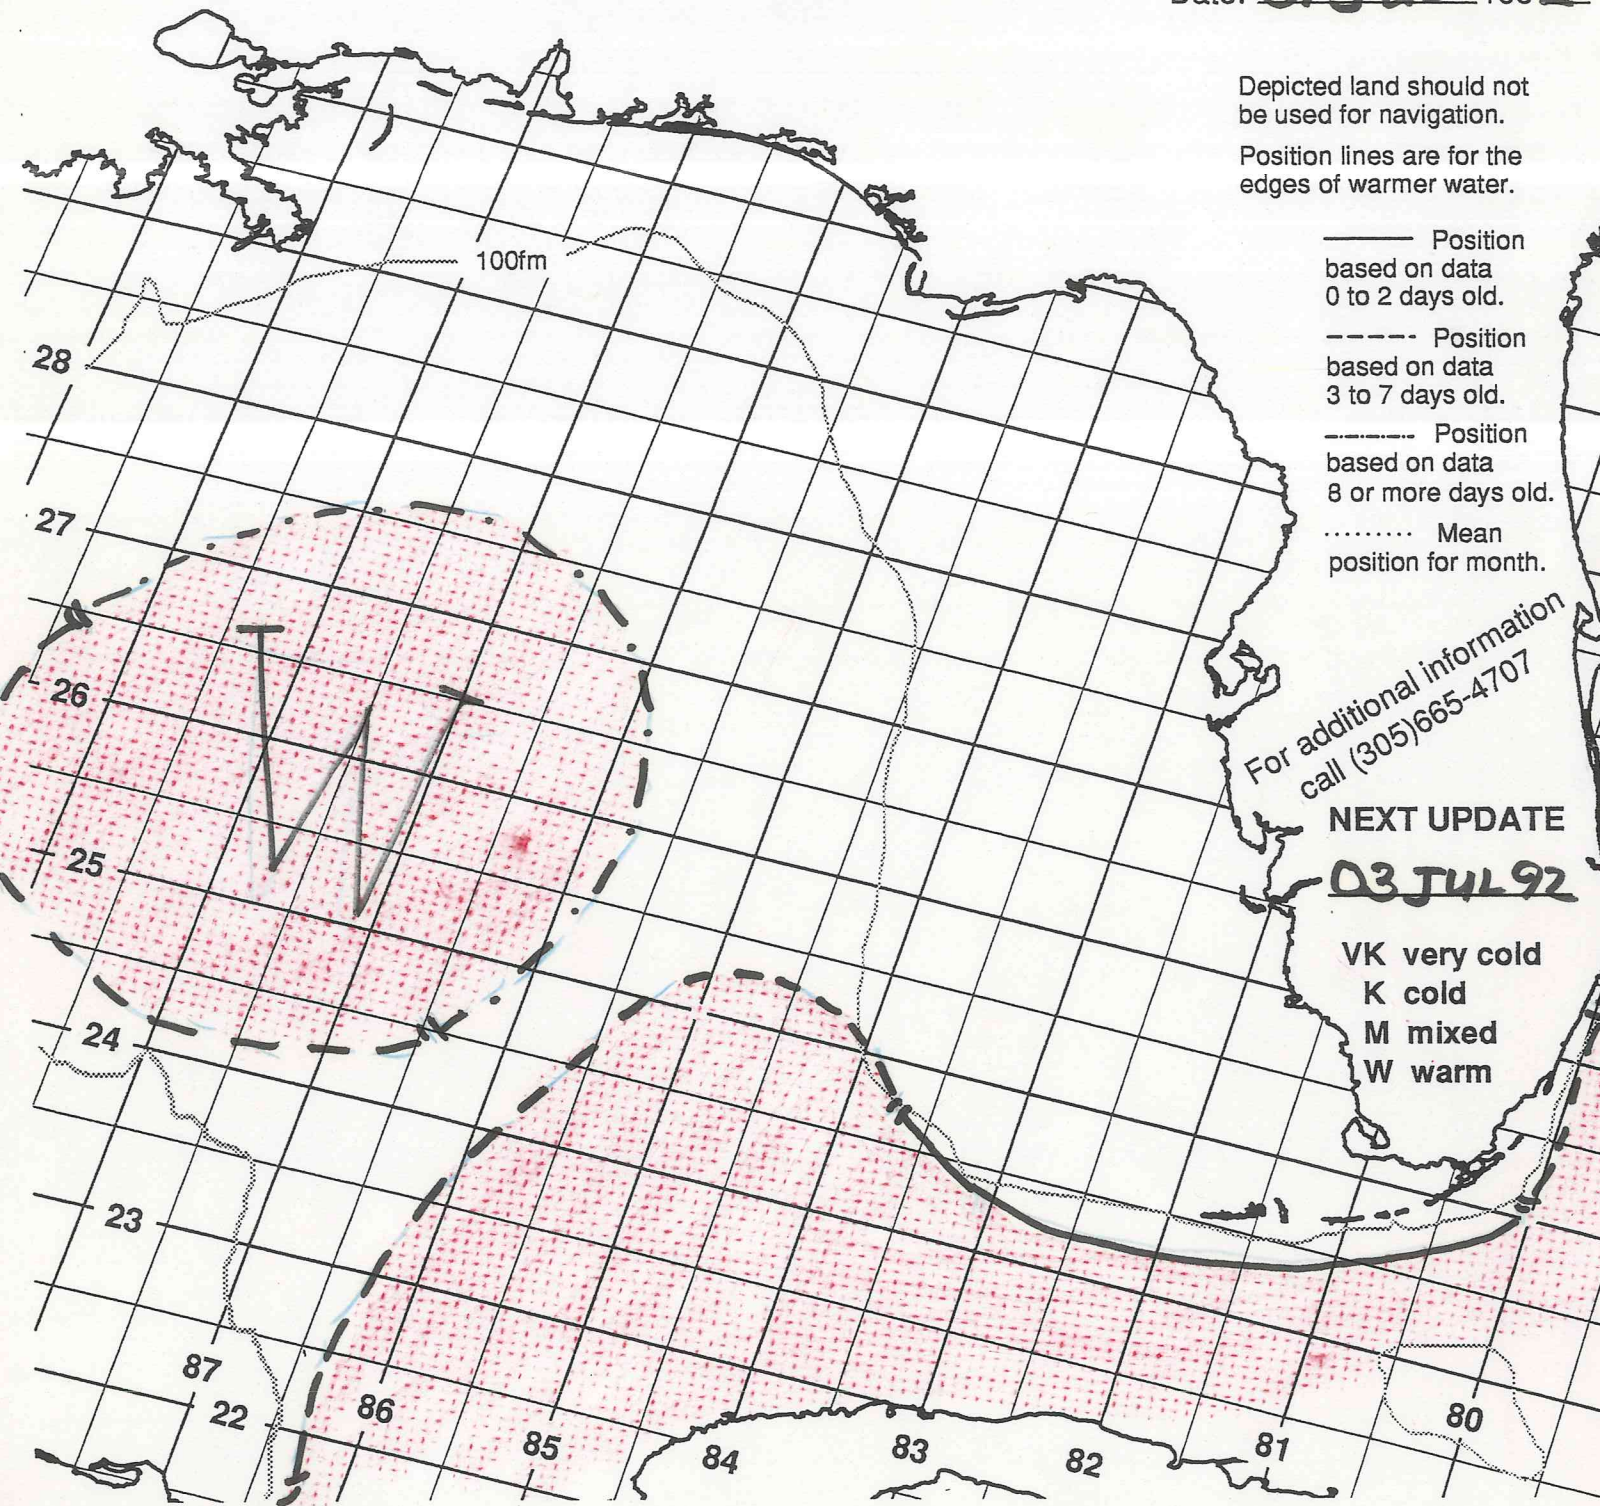 Depicted land should not
be used for navigation.
Position lines are for the
edges of warmer water.
Position
based on data
0 to 2 days old.
Position
based on data
3 to 7 days old.
Position
based on data
8 or more days old.
Mean
position for month.
For additional information
call (305)665-4707
NEXT UPDATE
03 JUL 92
VK very cold
K cold
M mixed
W warm
100fm
28
27
26
25
24
23
22
W
87
86
85
84
83
82
81
80